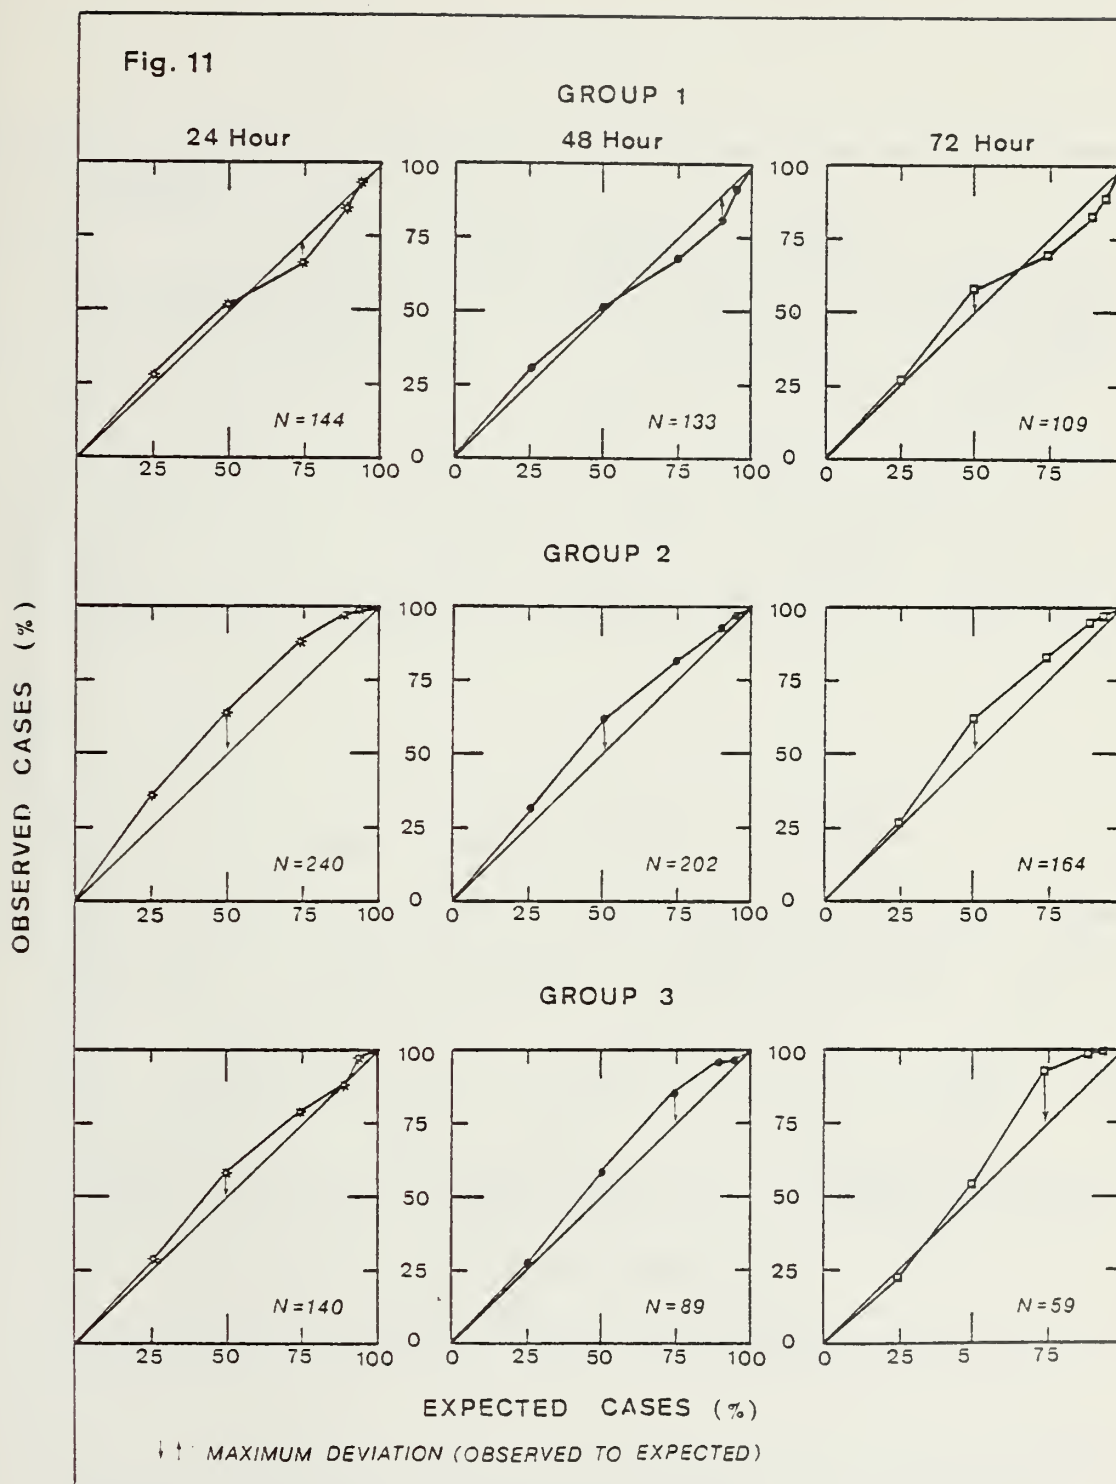 Fig. 11
GROUP 1
24 Hour 48 Hour 72 Hour
100 100
75 75
50 50
25 25
N=144 N=133 N=109
0 0
25 50 75 100 0 25 50 75 100 0 25 50 75
GROUP 2
100 100
75 75
50 50
25 25
N=240 N=202 N=164
0 0
25 50 75 100 0 25 50 75 100 0 25 50 75
GROUP 3
100 100
75 75
50 50
25 25
N=140 N=89 N=59
0 0
25 50 75 100 0 25 50 75 100 0 25 5 75
OBSERVED CASES (%)
EXPECTED CASES (%)
↓↑ MAXIMUM DEVIATION (OBSERVED TO EXPECTED)